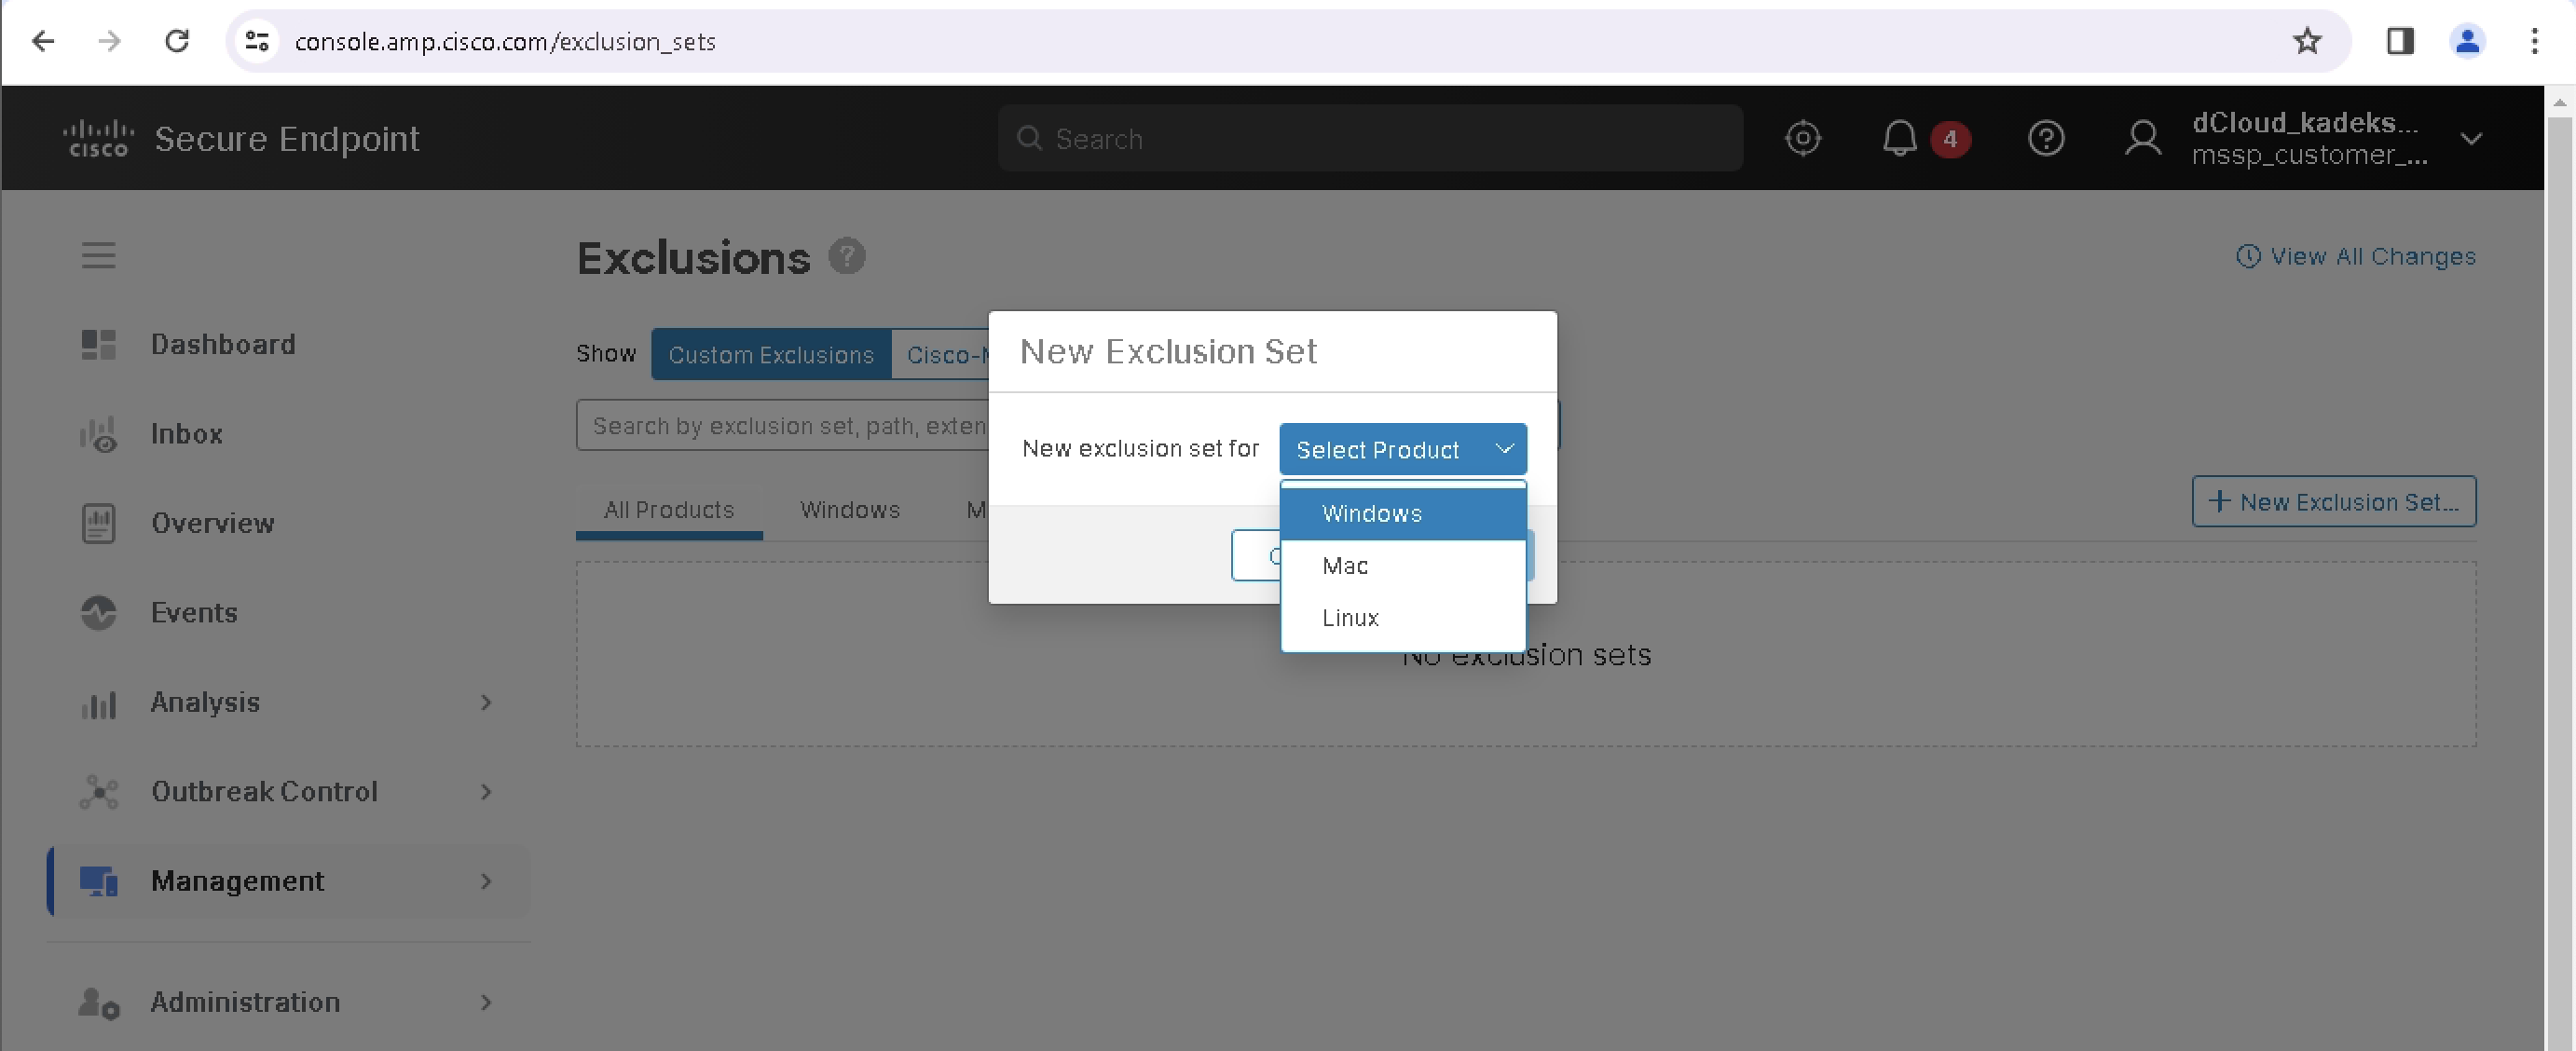 console.amp.cisco.com/exclusion_sets
CISCO
Secure Endpoint
Search
4
dCloud_kadeks...
mssp_customer_...
Exclusions ?
View All Changes
Dashboard
Inbox
Overview
Events
Analysis
Outbreak Control
Management
Administration
Show
Custom Exclusions
New Exclusion Set
Search by exclusion set, path,
New exclusion set for
Select Product
Windows
Mac
Linux
All Products
Windows
+ New Exclusion Set...
No exclusion sets